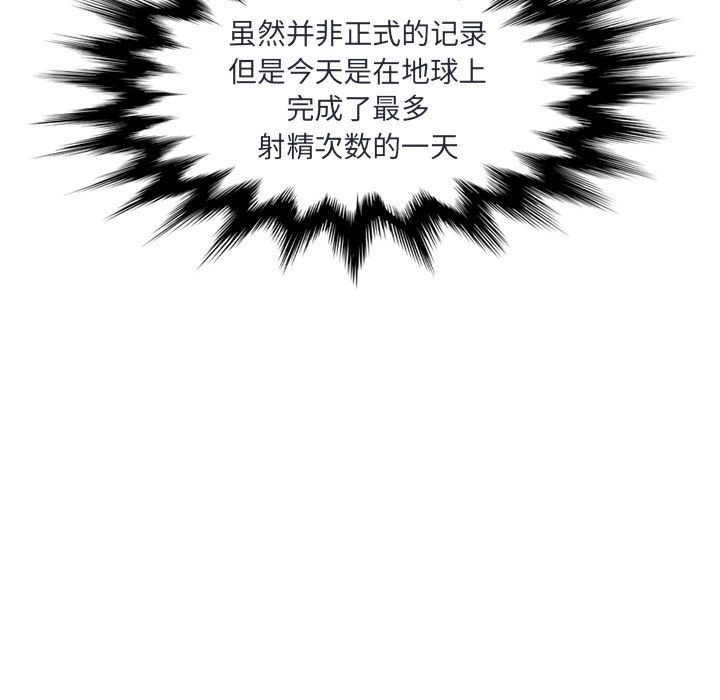 虽然并非正式的记录
但是今天是在地球上
完成了最多
射精次数的一天